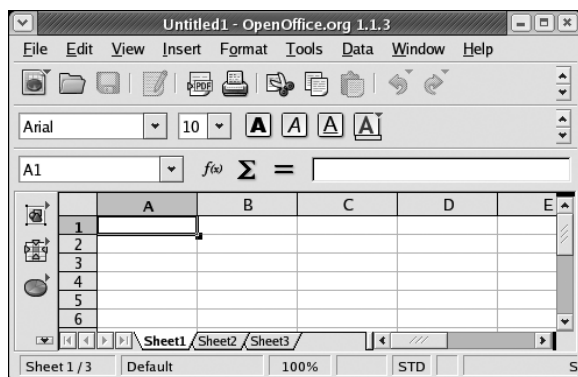 Untitled1 - OpenOffice.org 1.1.3
File Edit View Insert Format Tools Data Window Help
PDF
Arial 10 A A A A
A1 f(x) Σ =
A B C D E
1
2
3
4
5
6
Sheet1 Sheet2 Sheet3
Sheet 1 / 3 Default 100% STD S